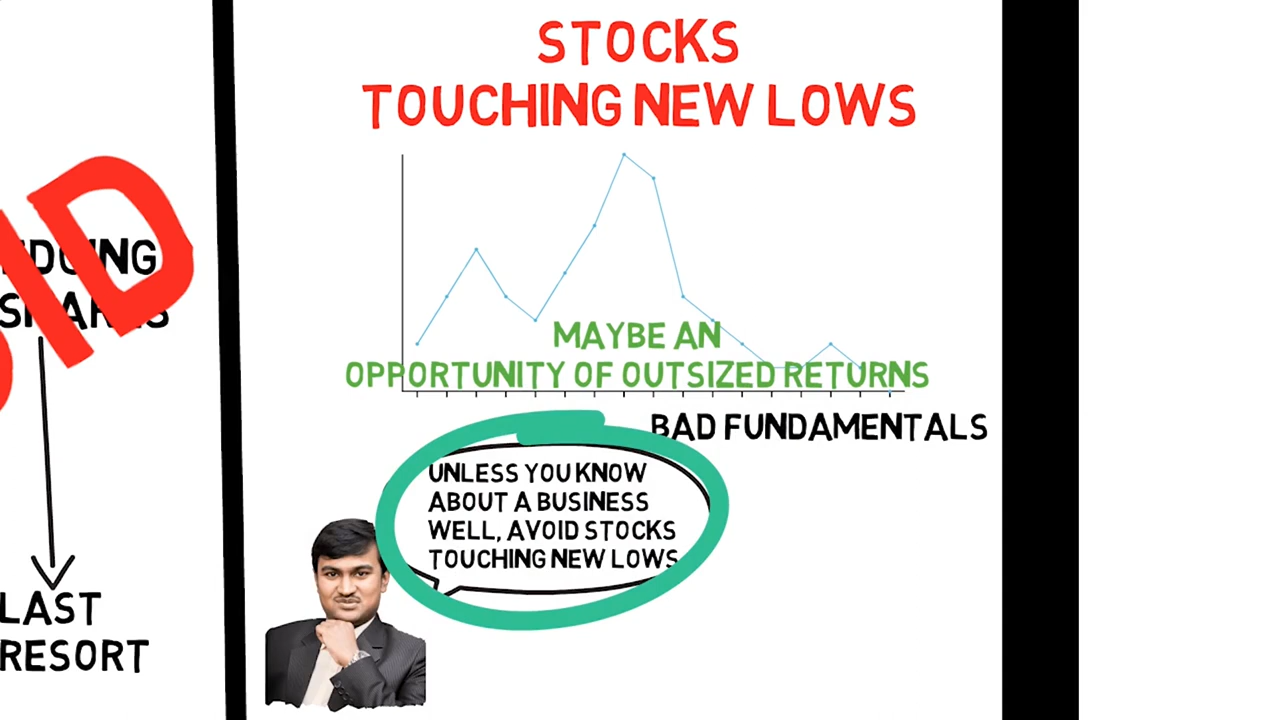 STOCKS
TOUCHING NEW LOWS
MAYBE AN
OPPORTUNITY OF OUTSIZED RETURNS
BAD FUNDAMENTALS
UNLESS YOU KNOW
ABOUT A BUSINESS
WELL, AVOID STOCKS
TOUCHING NEW LOWS
LAST
RESORT